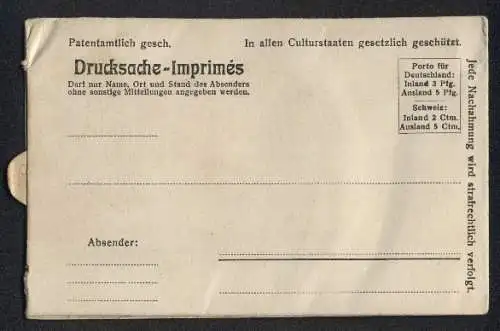 Patentamtlich gesch.
In allen Culturstaaten gesetzlich geschützt.
Drucksache-Imprimés
Darf nur Name, Ort und Stand des Absenders
ohne sonstige Mitteilungen angegeben werden.
Porto für
Deutschland:
Inland 3 Pfg.
Ausland 5 Pfg.
Schweiz:
Inland 2 Ctm.
Ausland 5 Ctm.
Jede Nachahmung wird strafrechtlich verfolgt.
Absender: